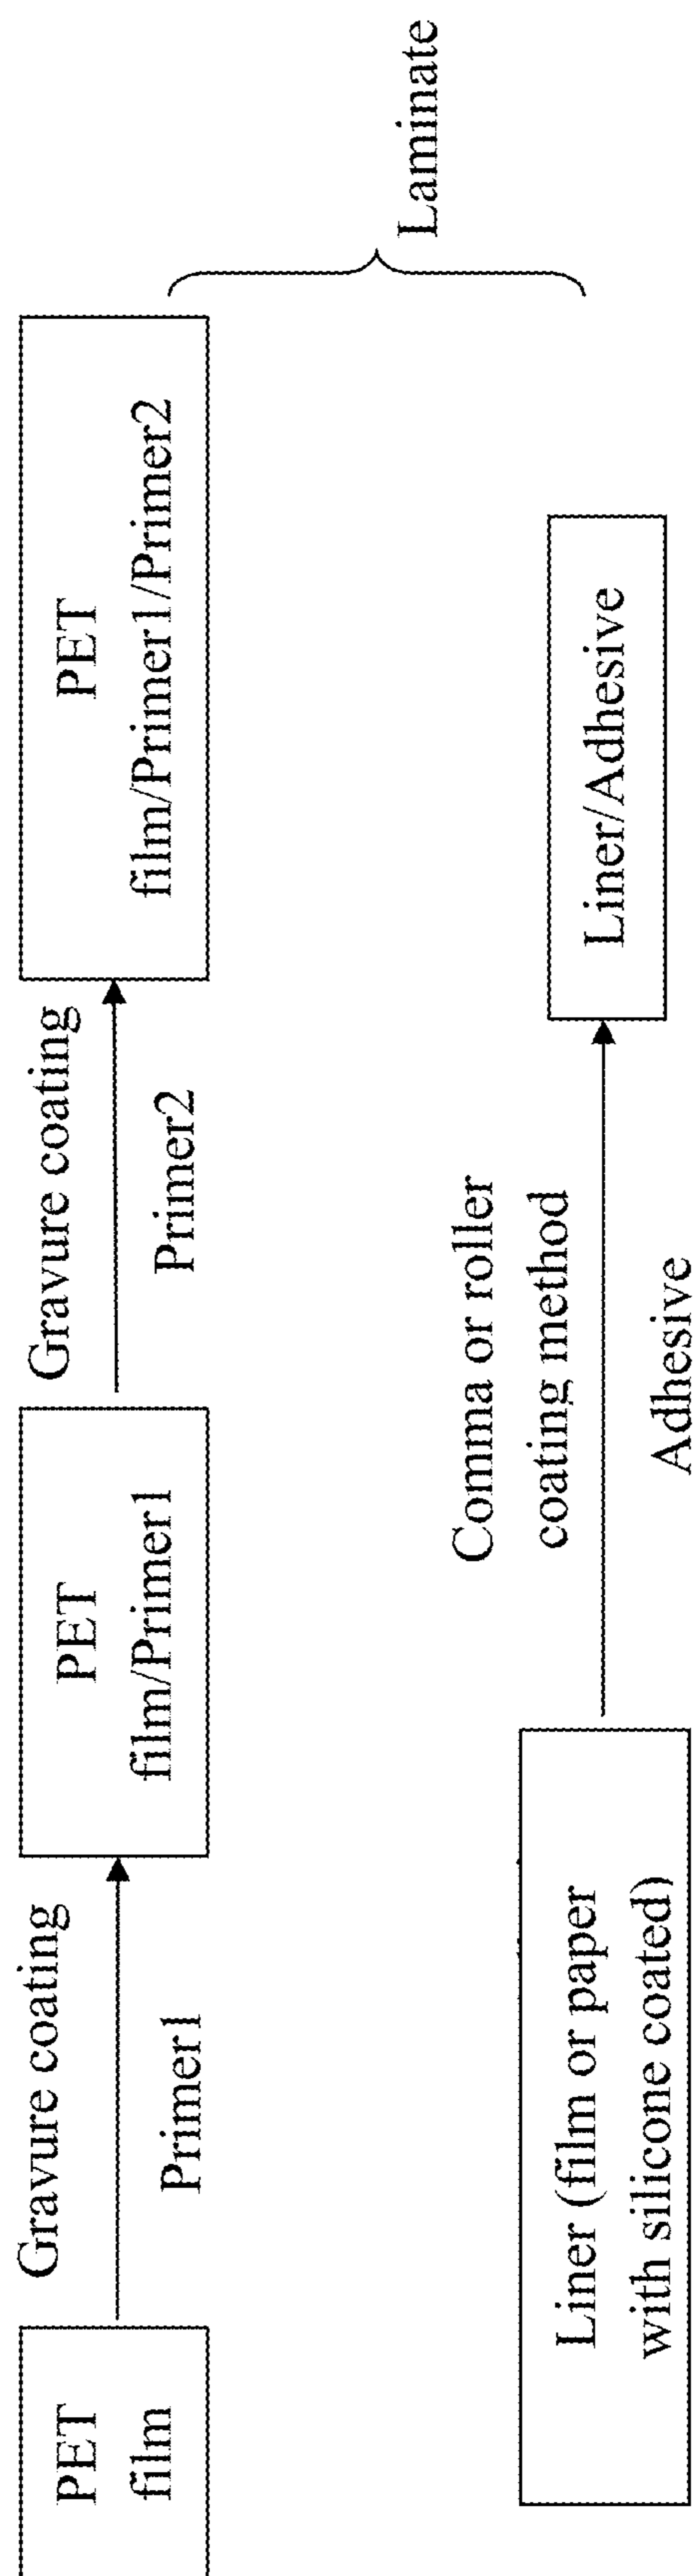 PET
film
Gravure coating
Primer1
PET
film/Primer1
Gravure coating
Primer2
PET
film/Primer1/Primer2
Liner (film or paper
with silicone coated)
Comma or roller
coating method
Adhesive
Liner/Adhesive
Laminate